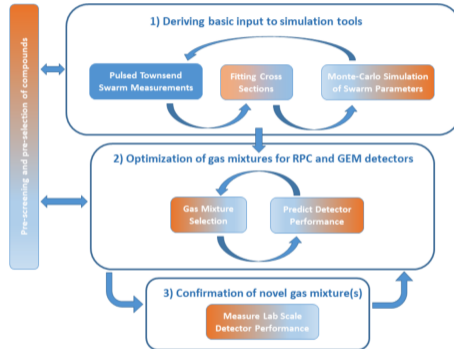 Pre-screening and pre-selection of compounds
1) Deriving basic input to simulation tools
Pulsed Townsend
Swarm Measurements
Fitting Cross
Sections
Monte-Carlo Simulation
of Swarm Parameters
2) Optimization of gas mixtures for RPC and GEM detectors
Gas Mixture
Selection
Predict Detector
Performance
3) Confirmation of novel gas mixture(s)
Measure Lab Scale
Detector Performance